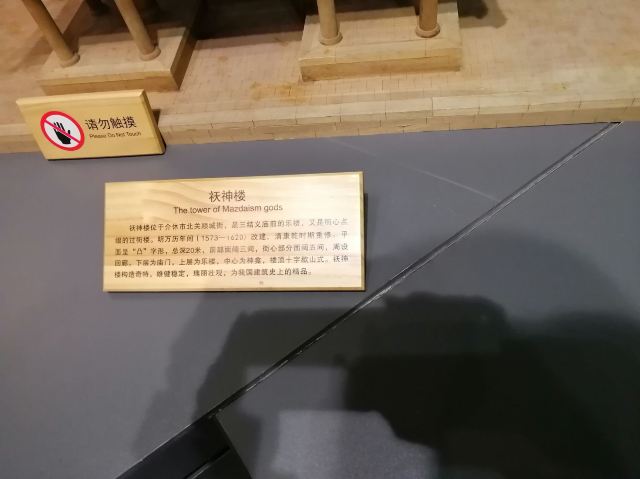 请勿触摸
Please Do Not Touch
祆神楼
The tower of Mazdaism gods
祆神楼位于介休市北关顺城街，是三结义庙前的乐楼，又是街心点
缀的过街楼。明万历年间（1573—1620）改建，清康乾时期重修。平
面呈“凸”字形，总深20米，后部面阔三间，街心部分面阔五间，周设
回廊。下层为庙门，上层为乐楼，中心为神龛，楼顶十字歇山式。祆神
楼构造奇特，雄健稳定，瑰丽壮观，为我国建筑史上的精品。